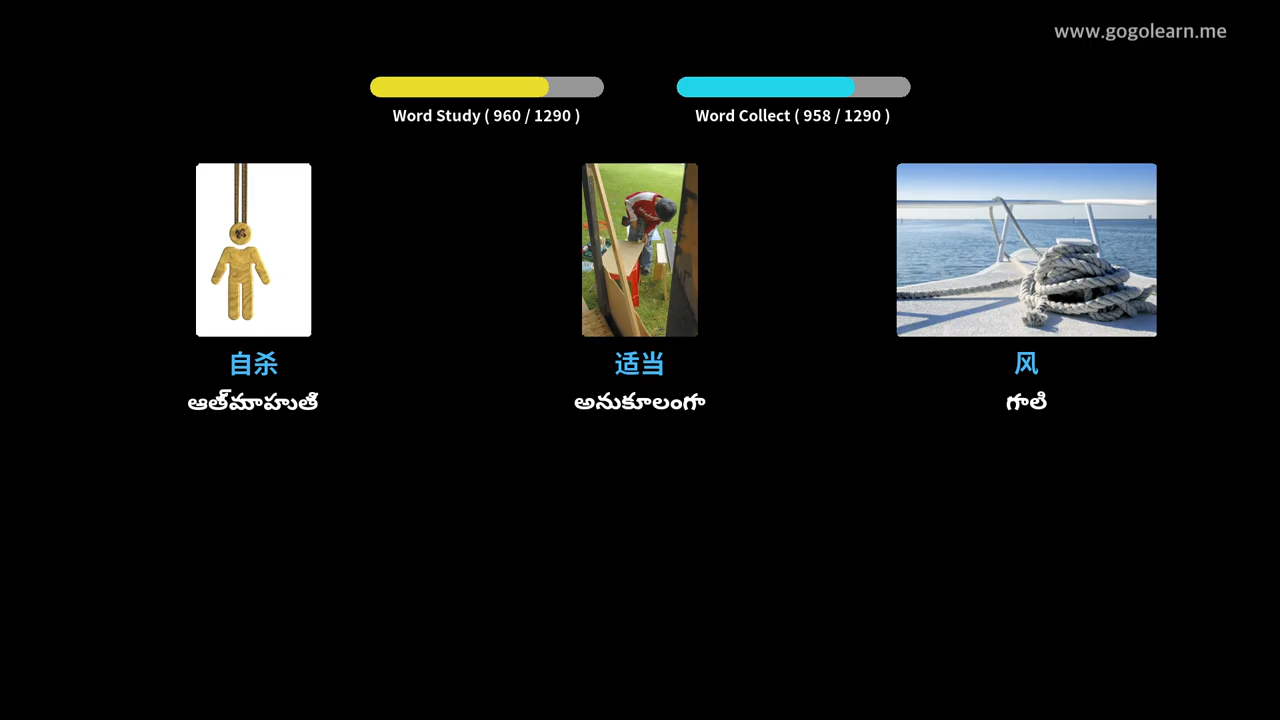 www.gogolearn.me
Word Study ( 960 / 1290 )
Word Collect ( 958 / 1290 )
自杀
适当
风
ఆత్మాహుతి
అనుకూలంగా
గాలి